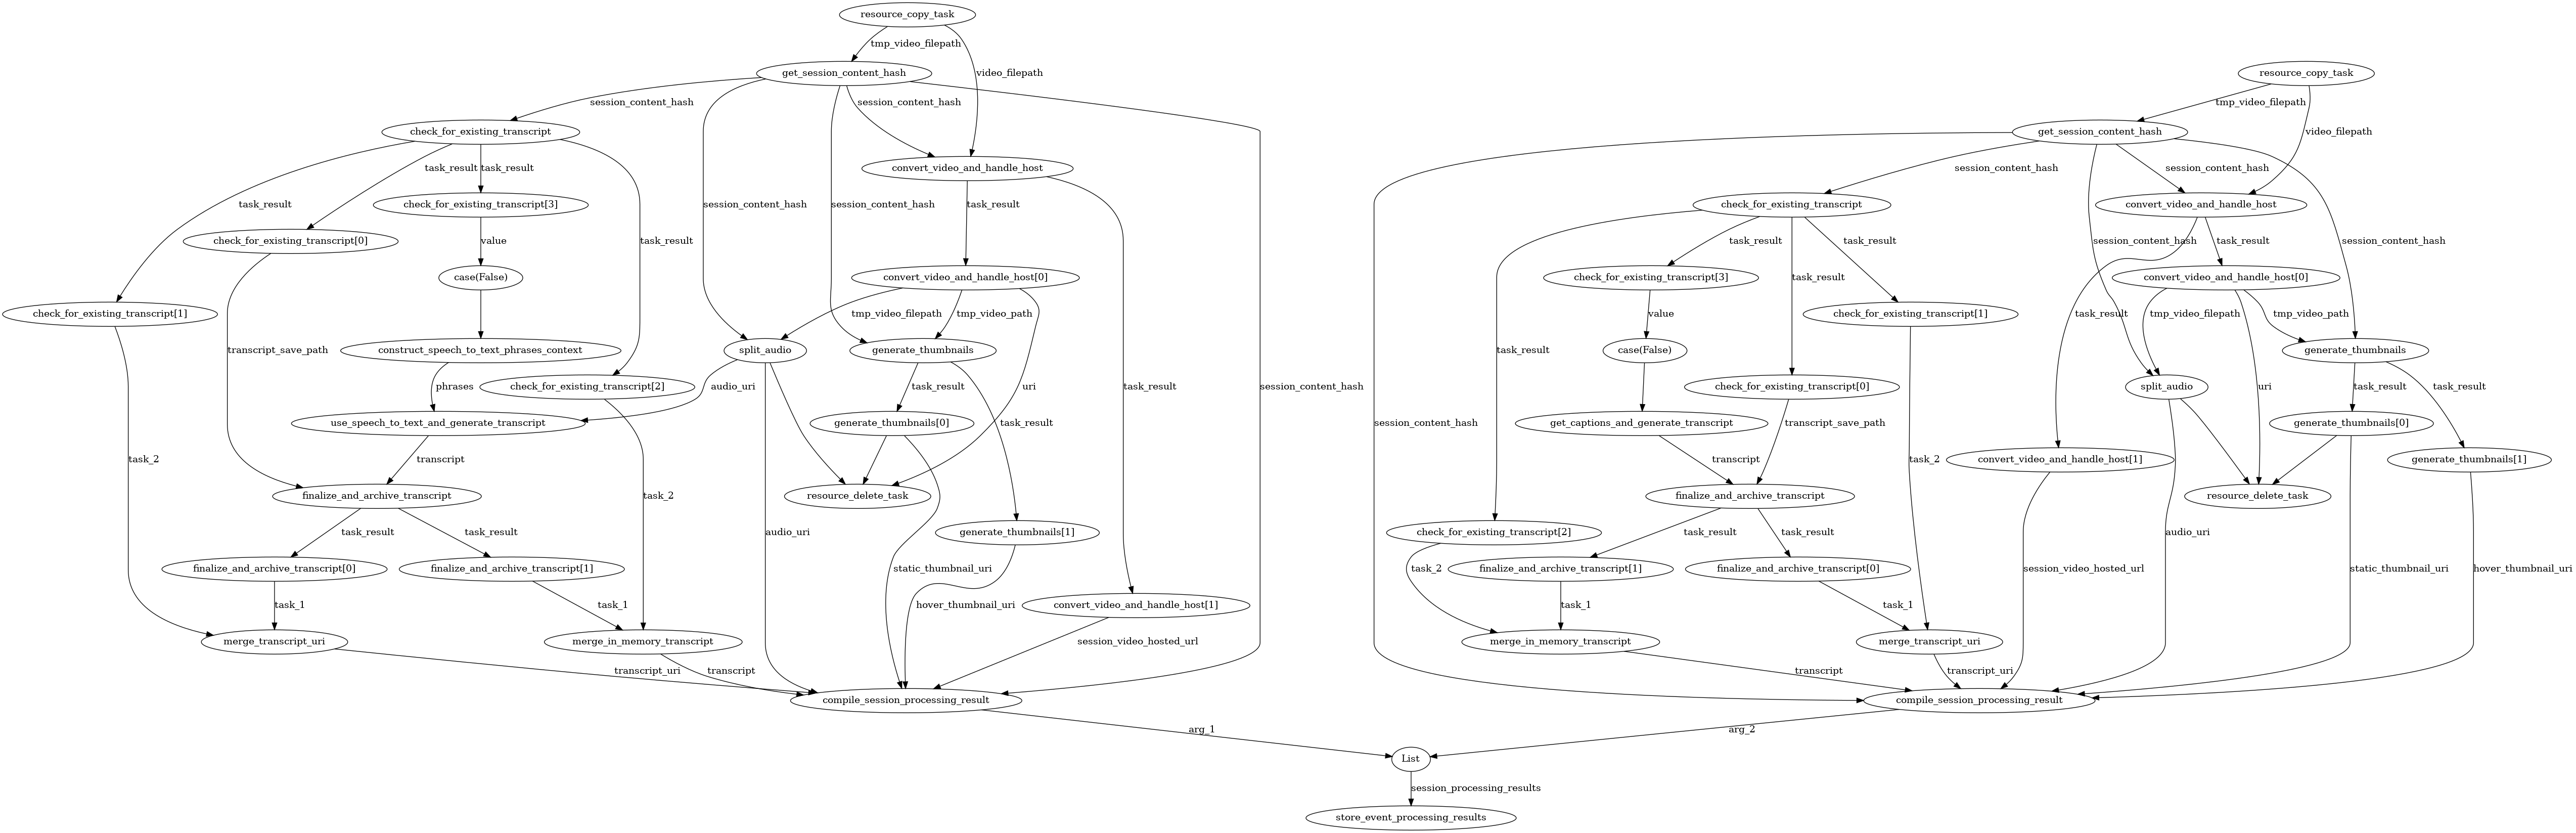 resource_copy_task
tmp_video_filepath
get_session_content_hash
video_filepath
resource_copy_task
session_content_hash
session_content_hash
tmp_video_filepath
check_for_existing_transcript
get_session_content_hash
video_filepath
task_result
task_result
convert_video_and_handle_host
session_content_hash
session_content_hash
task_result
check_for_existing_transcript[3]
session_content_hash
session_content_hash
task_result
check_for_existing_transcript
convert_video_and_handle_host
check_for_existing_transcript[0]
value
task_result
task_result
task_result
session_content_hash
task_result
session_content_hash
case(False)
convert_video_and_handle_host[0]
check_for_existing_transcript[3]
task_result
convert_video_and_handle_host[0]
check_for_existing_transcript[1]
tmp_video_filepath
tmp_video_path
value
check_for_existing_transcript[1]
task_result
tmp_video_filepath
tmp_video_path
transcript_save_path
construct_speech_to_text_phrases_context
split_audio
generate_thumbnails
task_result
case(False)
generate_thumbnails
phrases
check_for_existing_transcript[2]
audio_uri
task_result
uri
task_result
session_content_hash
check_for_existing_transcript[0]
split_audio
uri
task_result
task_result
use_speech_to_text_and_generate_transcript
generate_thumbnails[0]
task_result
session_content_hash
get_captions_and_generate_transcript
transcript_save_path
generate_thumbnails[0]
task_2
transcript
transcript
task_2
convert_video_and_handle_host[1]
generate_thumbnails[1]
finalize_and_archive_transcript
task_2
resource_delete_task
finalize_and_archive_transcript
resource_delete_task
task_result
task_result
audio_uri
generate_thumbnails[1]
check_for_existing_transcript[2]
task_result
task_result
audio_uri
finalize_and_archive_transcript[0]
finalize_and_archive_transcript[1]
static_thumbnail_uri
task_2
finalize_and_archive_transcript[1]
finalize_and_archive_transcript[0]
session_video_hosted_url
static_thumbnail_uri
hover_thumbnail_uri
task_1
task_1
hover_thumbnail_uri
convert_video_and_handle_host[1]
task_1
task_1
merge_transcript_uri
merge_in_memory_transcript
session_video_hosted_url
merge_in_memory_transcript
merge_transcript_uri
transcript_uri
transcript
transcript
transcript_uri
compile_session_processing_result
compile_session_processing_result
arg_1
arg_2
List
session_processing_results
store_event_processing_results